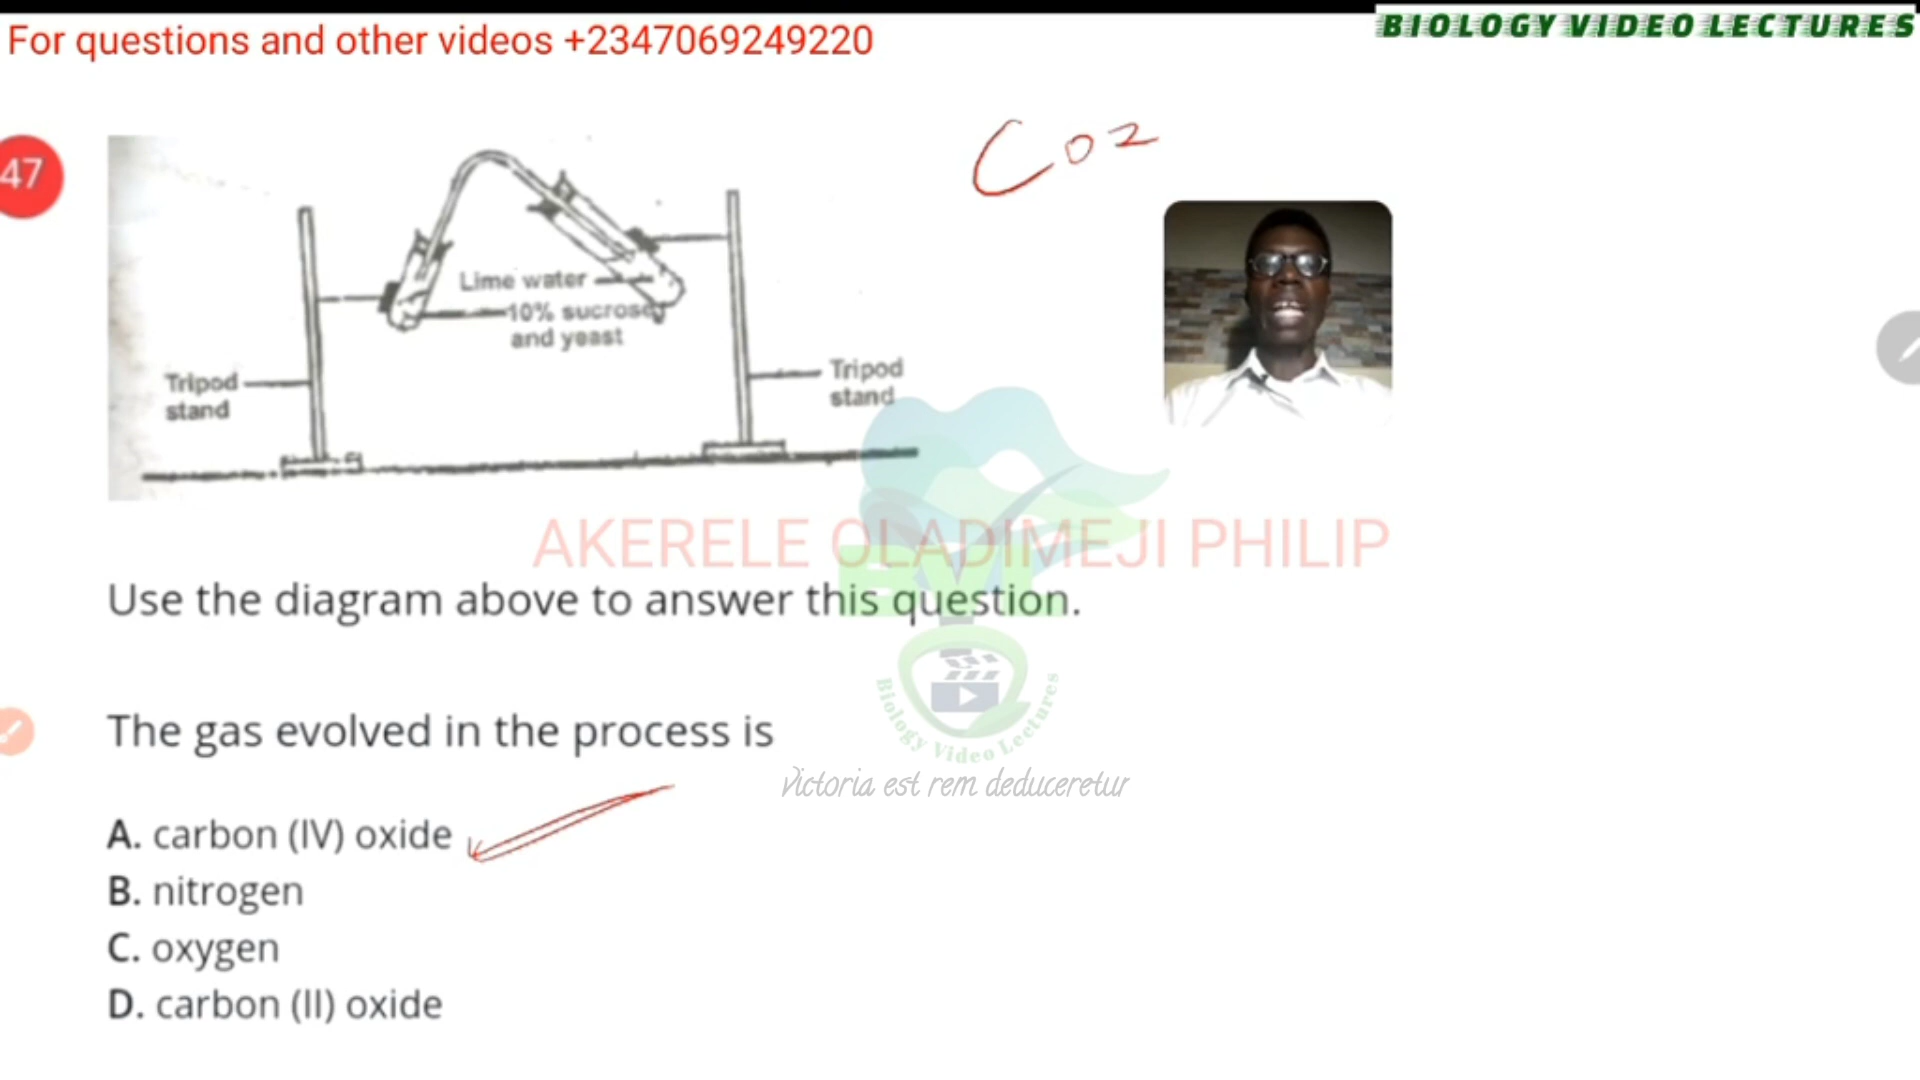 BIOLOGY VIDEO LECTURES
For questions and other videos +2347069249220
47
CO2
Lime water
10% sucrose
and yeast
Tripod
stand
Tripod
stand
AKERELE OLADIMEJI PHILIP
BVL
Use the diagram above to answer this question.
Biology Video Lectures
The gas evolved in the process is
Victoria est rem deduceretur
A. carbon (IV) oxide
B. nitrogen
C. oxygen
D. carbon (II) oxide